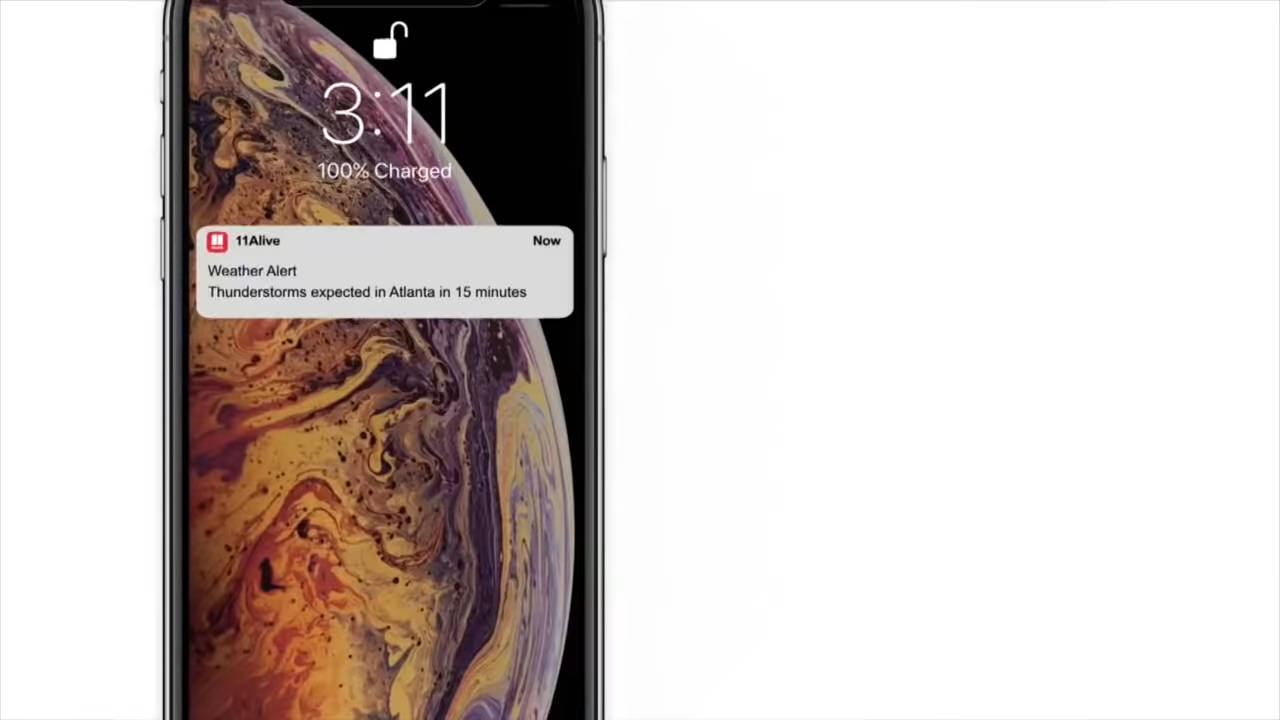 3:11
100% Charged
11Alive Now
Weather Alert
Thunderstorms expected in Atlanta in 15 minutes